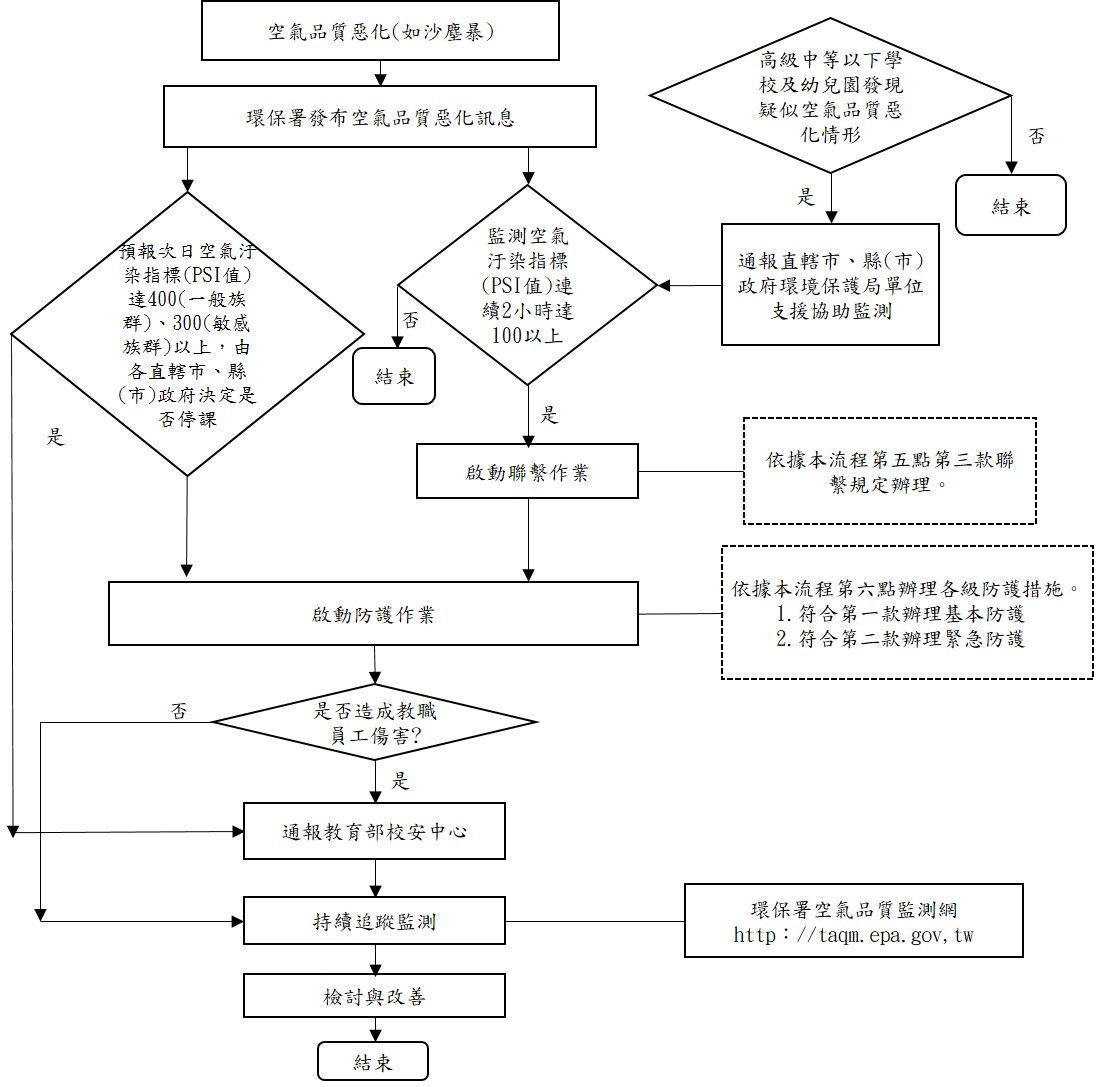 空氣品質惡化(如沙塵暴)
環保署發布空氣品質惡化訊息
高級中等以下學
校及幼兒園發現
疑似空氣品質惡
化情形
否
結束
是
通報直轄市、縣(市)
政府環境保護局單位
支援協助監測
預報次日空氣汙
染指標(PSI值)
達400(一般族
群)、300(敏感
族群)以上，由
各直轄市、縣
(市)政府決定是
否停課
是
監測空氣
汙染指標
(PSI值)連
續2小時達
100以上
否
結束
是
啟動聯繫作業
依據本流程第五點第三款聯
繫規定辦理。
啟動防護作業
依據本流程第六點辦理各級防護措施。
1.符合第一款辦理基本防護
2.符合第二款辦理緊急防護
是否造成教職
員工傷害?
否
是
通報教育部校安中心
持續追蹤監測
環保署空氣品質監測網
http：//taqm.epa.gov,tw
檢討與改善
結束